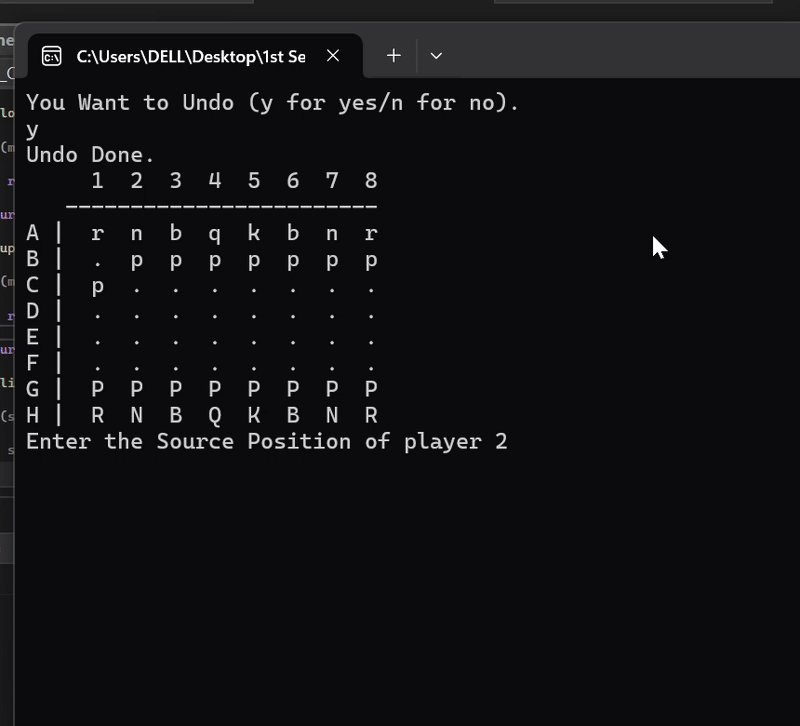 C:\Users\DELL\Desktop\1st Se
You Want to Undo (y for yes/n for no).
y
Undo Done.
1 2 3 4 5 6 7 8
------------------------
A | r n b q k b n r
B | . p p p p p p p
C | p . . . . . . .
D | . . . . . . . .
E | . . . . . . . .
F | . . . . . . . .
G | P P P P P P P P
H | R N B Q K B N R
Enter the Source Position of player 2